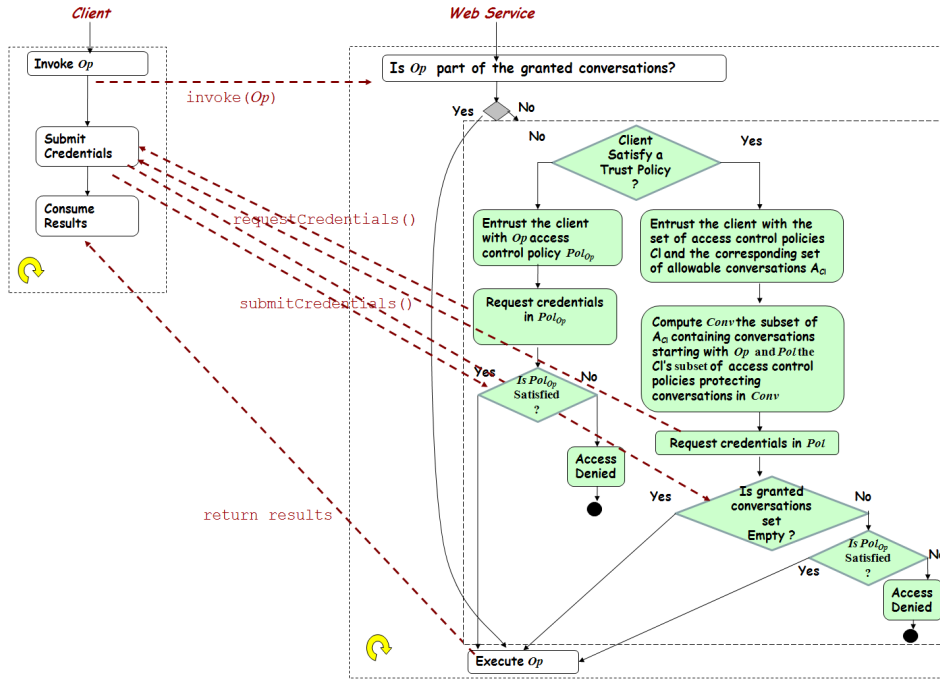 Client
Web Service
Invoke Op
Is Op part of the granted conversations?
invoke(Op)
Yes
No
Submit
Credentials
No
Client
Satisfy a
Trust Policy
?
Yes
Consume
Results
requestCredentials()
Entrust the client
with Op access
control policy PolOp
Entrust the client with the
set of access control policies
Cl and the corresponding set
of allowable conversations ACl
submitCredentials()
Request credentials
in PolOp
Compute Conv the subset of
ACl containing conversations
starting with Op and Pol the
Cl's subset of access control
policies protecting
conversations in Conv
Yes
Is PolOp
Satisfied
?
No
Request credentials in Pol
Access
Denied
Yes
Is granted
conversations
set
Empty ?
No
return results
Is PolOp
Satisfied
?
Yes
No
Access
Denied
Execute Op